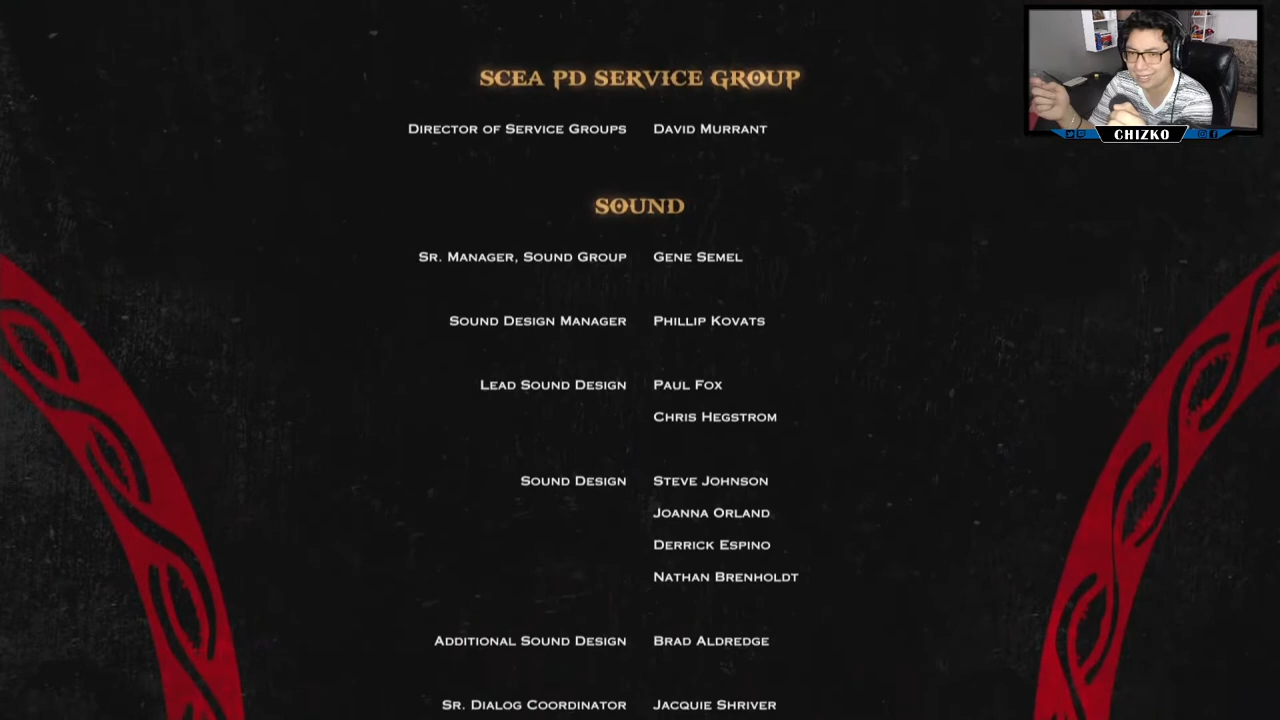 SCEA PD SERVICE GROUP
DIRECTOR OF SERVICE GROUPS DAVID MURRANT
CHIZKO
SOUND
SR. MANAGER, SOUND GROUP GENE SEMEL
SOUND DESIGN MANAGER PHILLIP KOVATS
LEAD SOUND DESIGN PAUL FOX
CHRIS HEGSTROM
SOUND DESIGN STEVE JOHNSON
JOANNA ORLAND
DERRICK ESPINO
NATHAN BRENHOLDT
ADDITIONAL SOUND DESIGN BRAD ALDREDGE
SR. DIALOG COORDINATOR JACQUIE SHRIVER